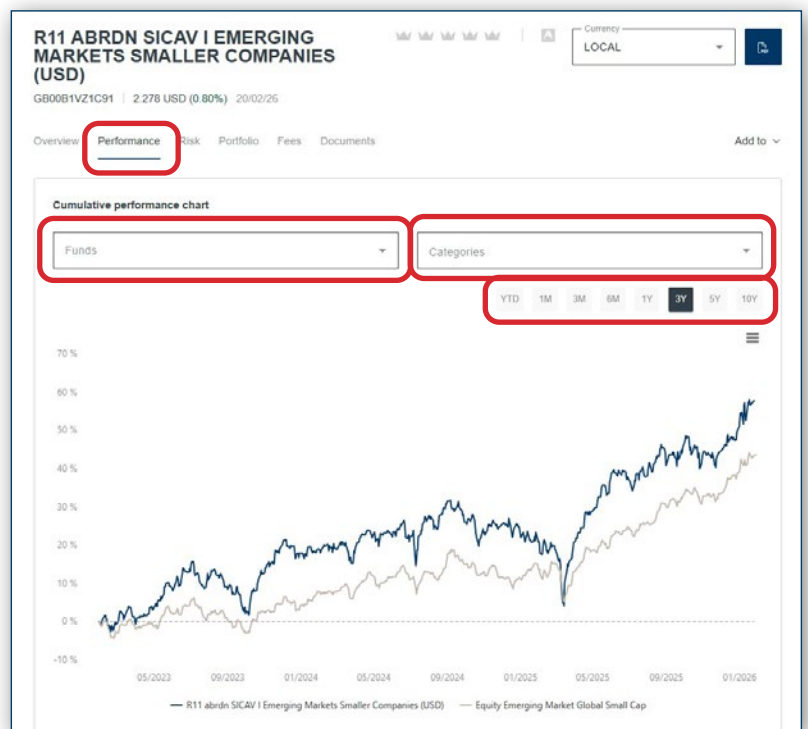 R11 ABRDN SICAV I EMERGING
MARKETS SMALLER COMPANIES
(USD)
A
Currency
LOCAL
GB00B1VZ1C91 | 2.278 USD (0.80%) 20/02/26
Overview Performance Risk Portfolio Fees Documents
Add to
Cumulative performance chart
Funds
Categories
YTD 1M 3M 6M 1Y 3Y 5Y 10Y
70 %
60 %
50 %
40 %
30 %
20 %
10 %
0 %
-10 %
05/2023 09/2023 01/2024 05/2024 09/2024 01/2025 05/2025 09/2025 01/2026
R11 abrdn SICAV I Emerging Markets Smaller Companies (USD) Equity Emerging Market Global Small Cap